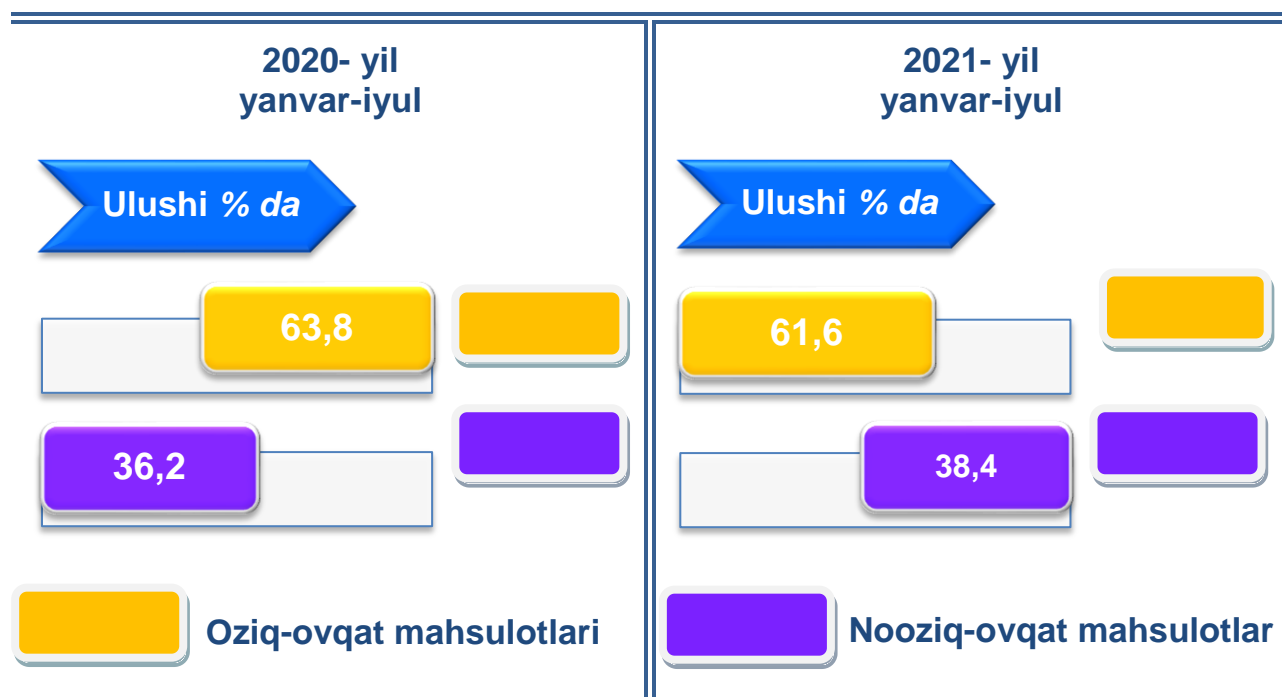 2020- yil
yanvar-iyul
Ulushi % da
63,8
36,2
Oziq-ovqat mahsulotlari
2021- yil
yanvar-iyul
Ulushi % da
61,6
38,4
Nooziq-ovqat mahsulotlar